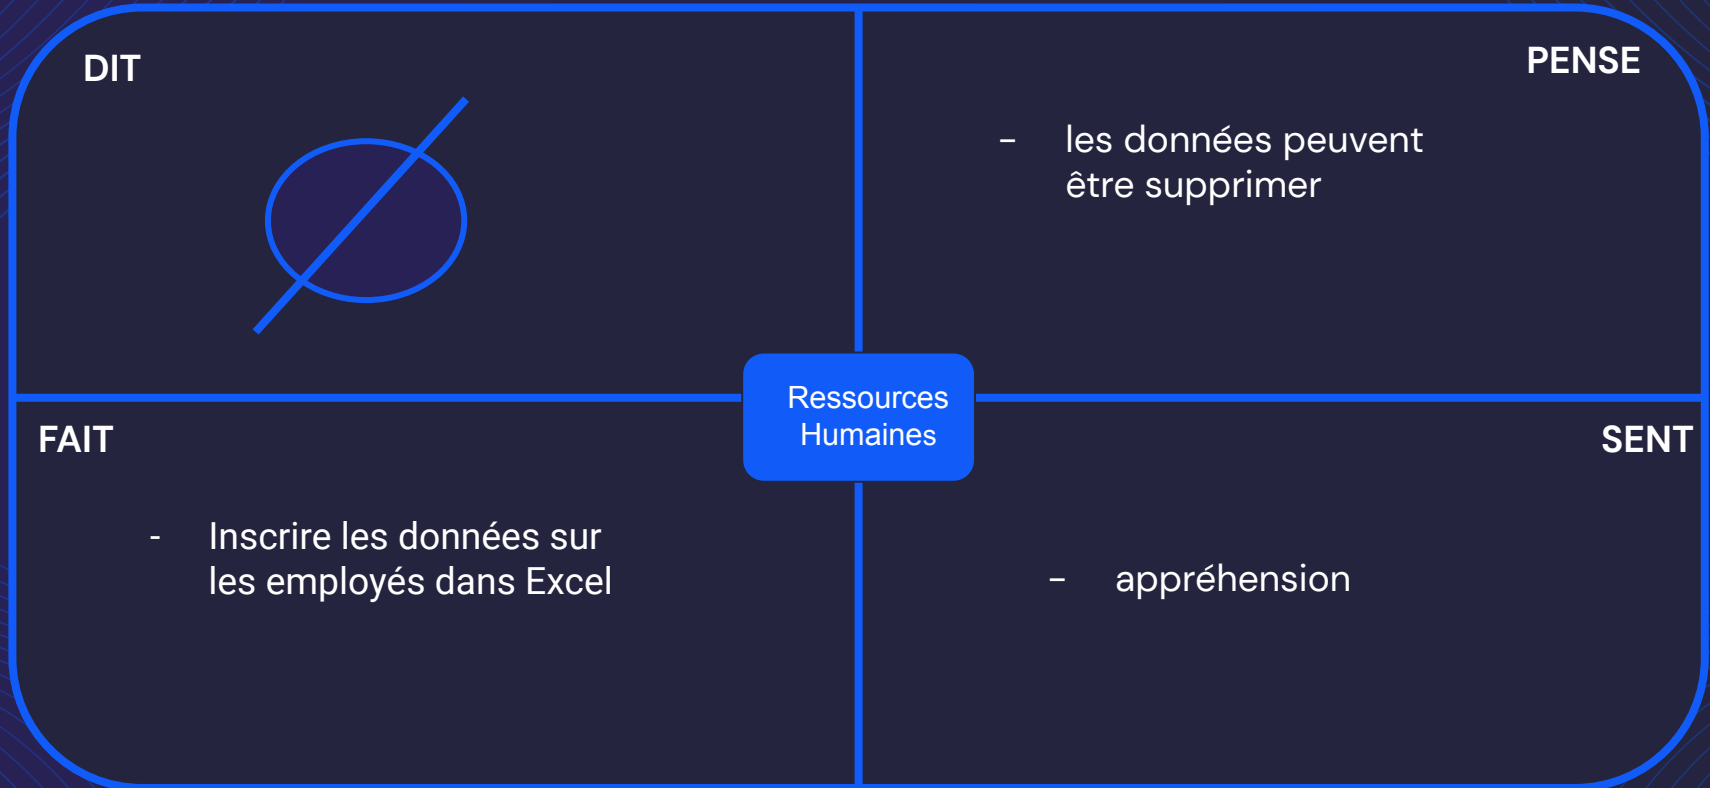 DIT
PENSE
- les données peuvent
être supprimer
Ressources
Humaines
FAIT
SENT
- Inscrire les données sur
les employés dans Excel
- appréhension